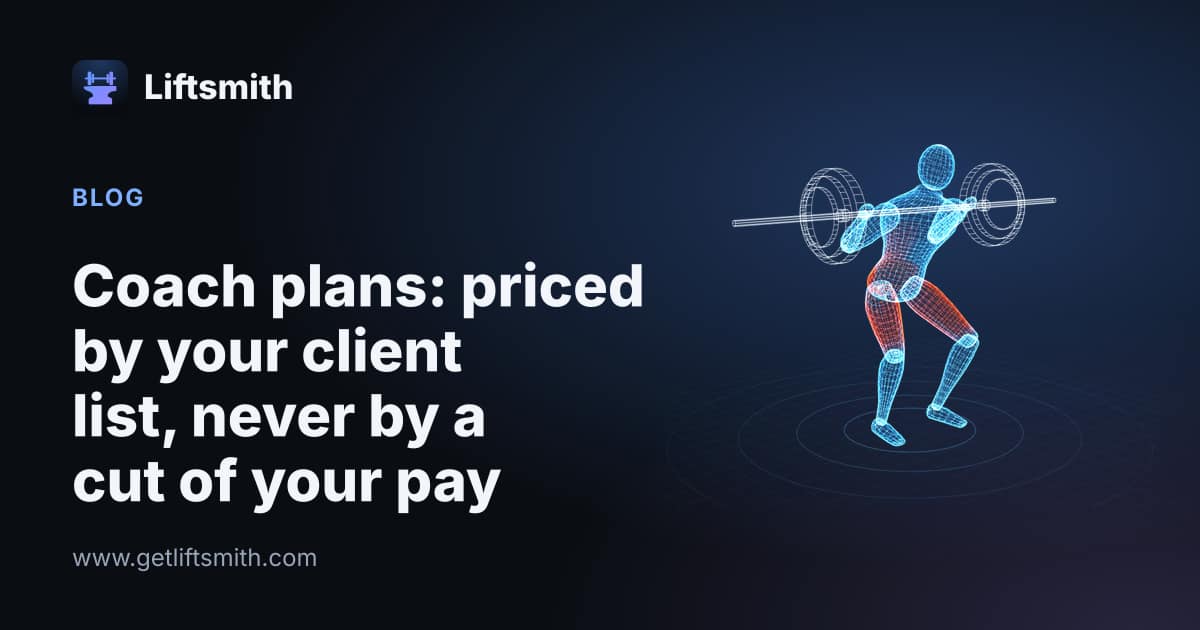 Liftsmith
BLOG
Coach plans: priced
by your client
list, never by a
cut of your pay
www.getliftsmith.com